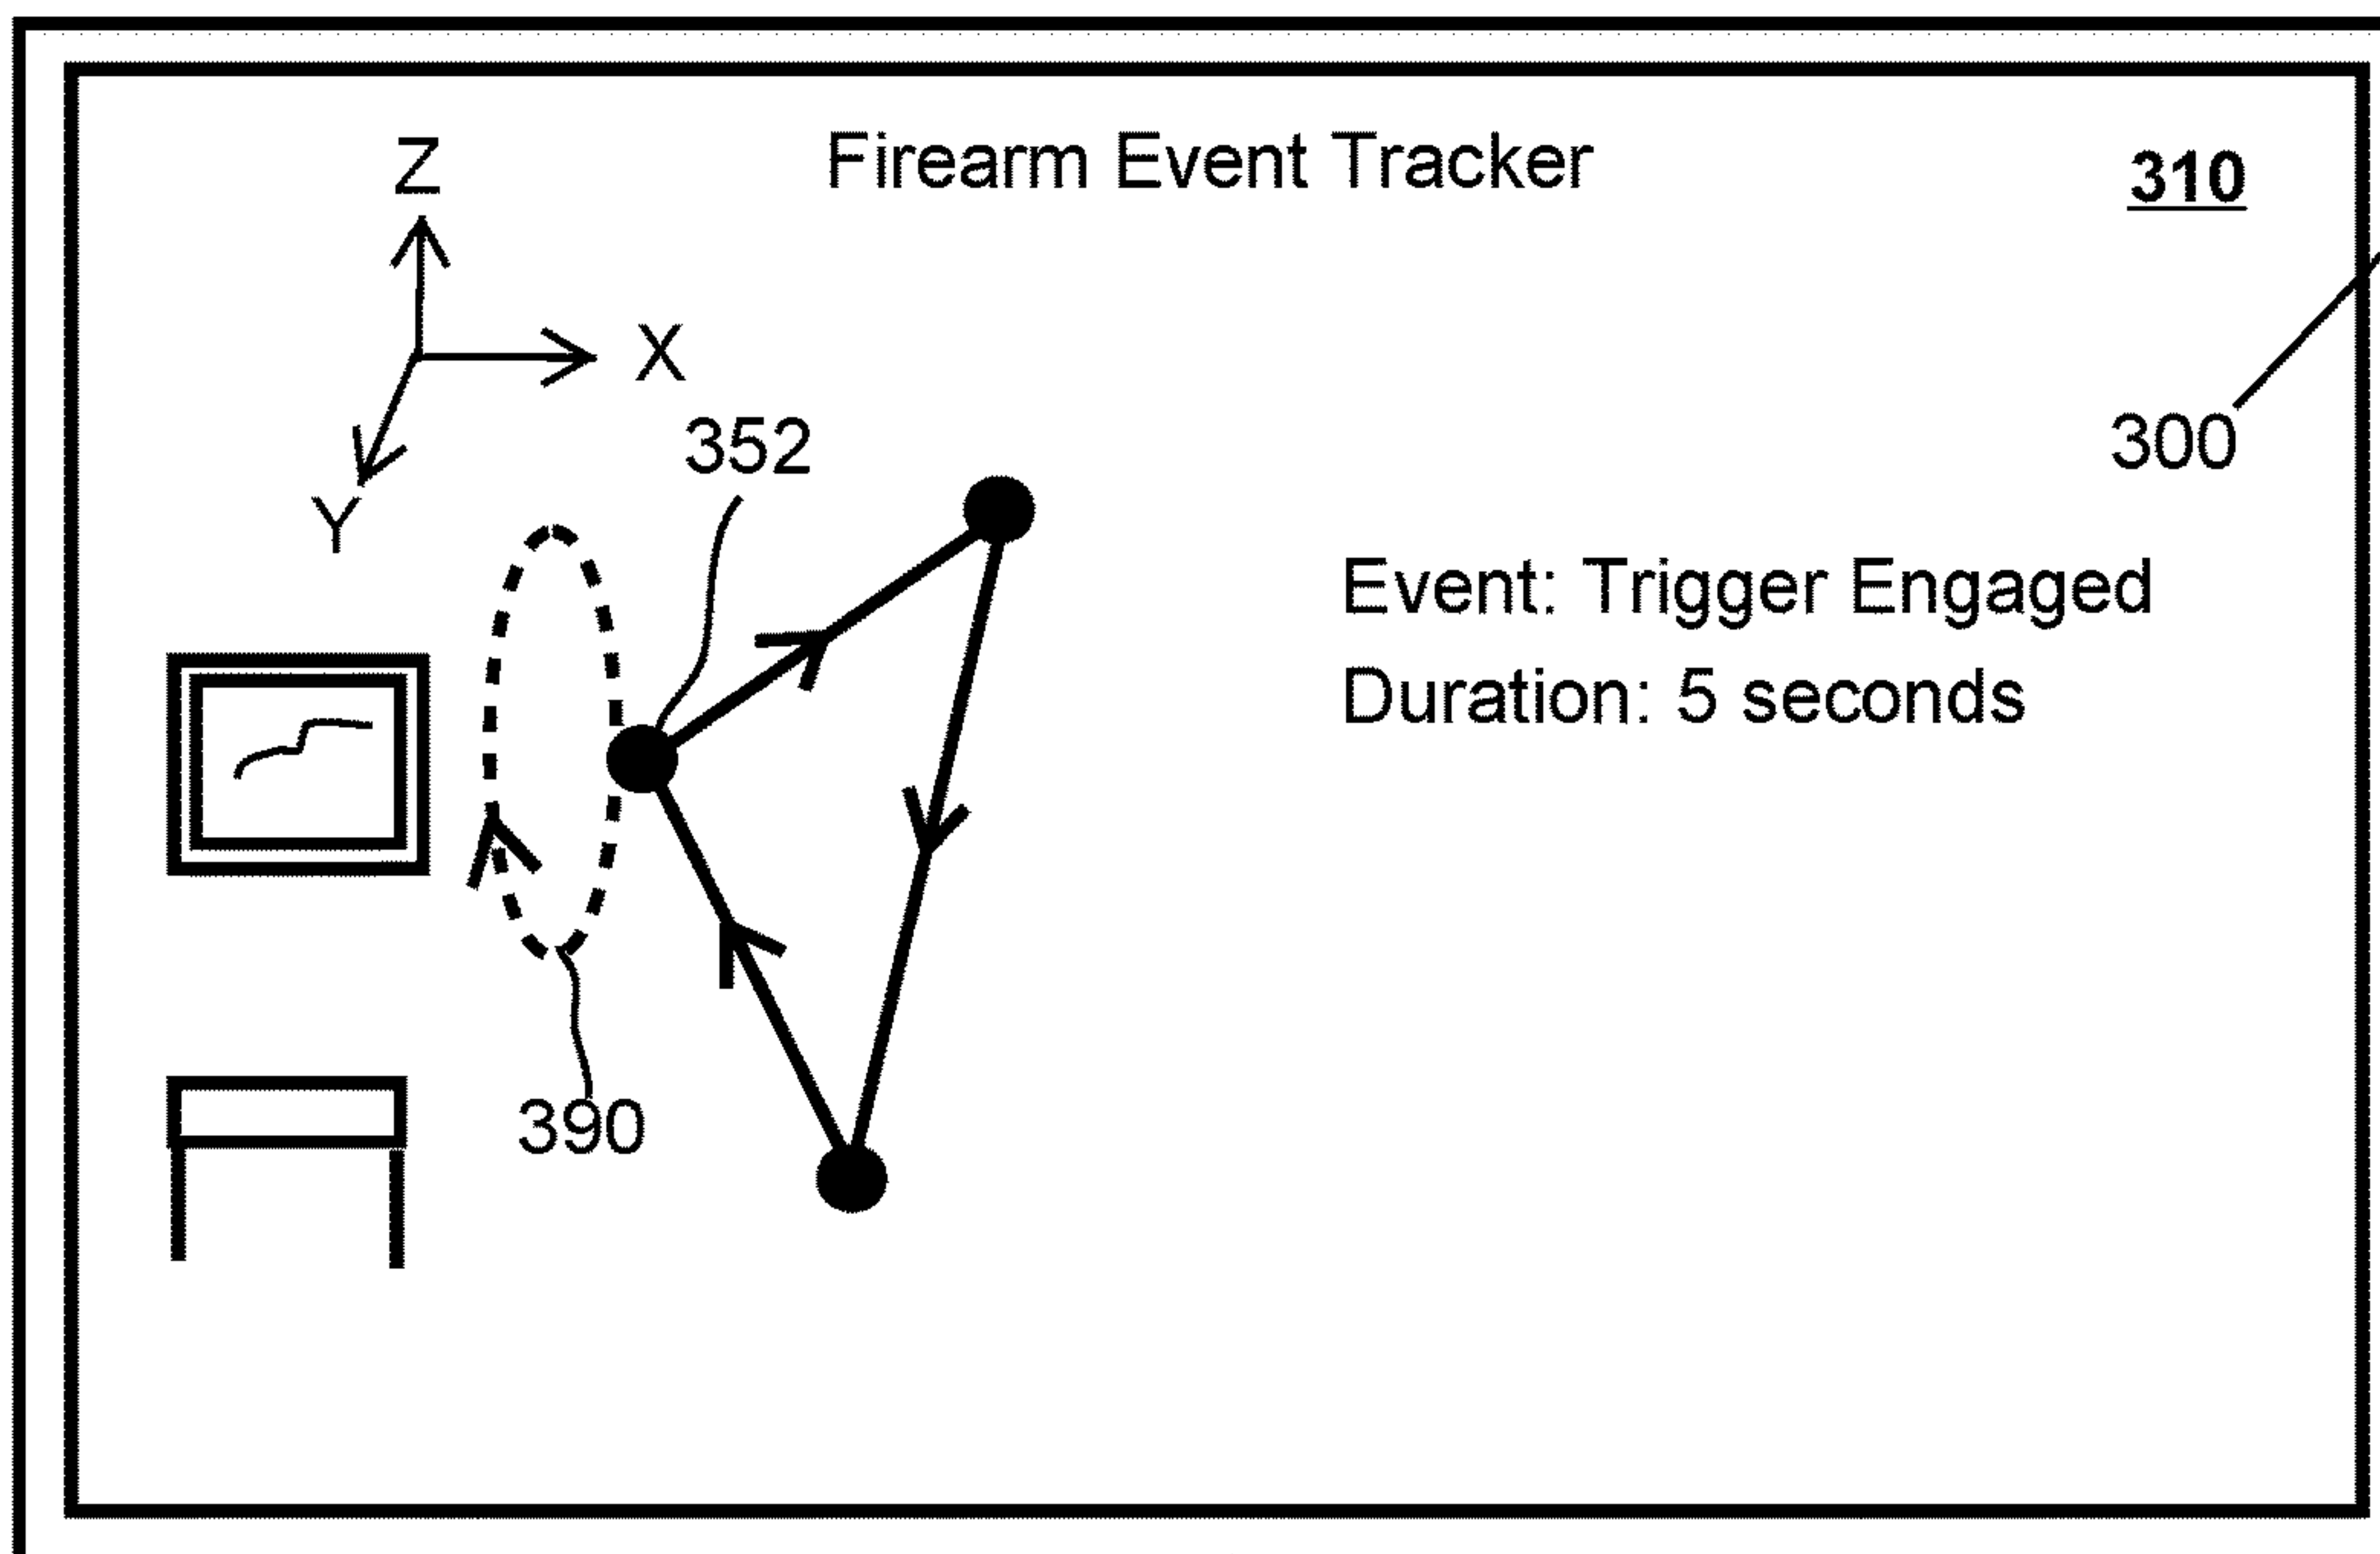 Firearm Event Tracker
310
Z
X
Y
352
300
Event: Trigger Engaged
Duration: 5 seconds
390